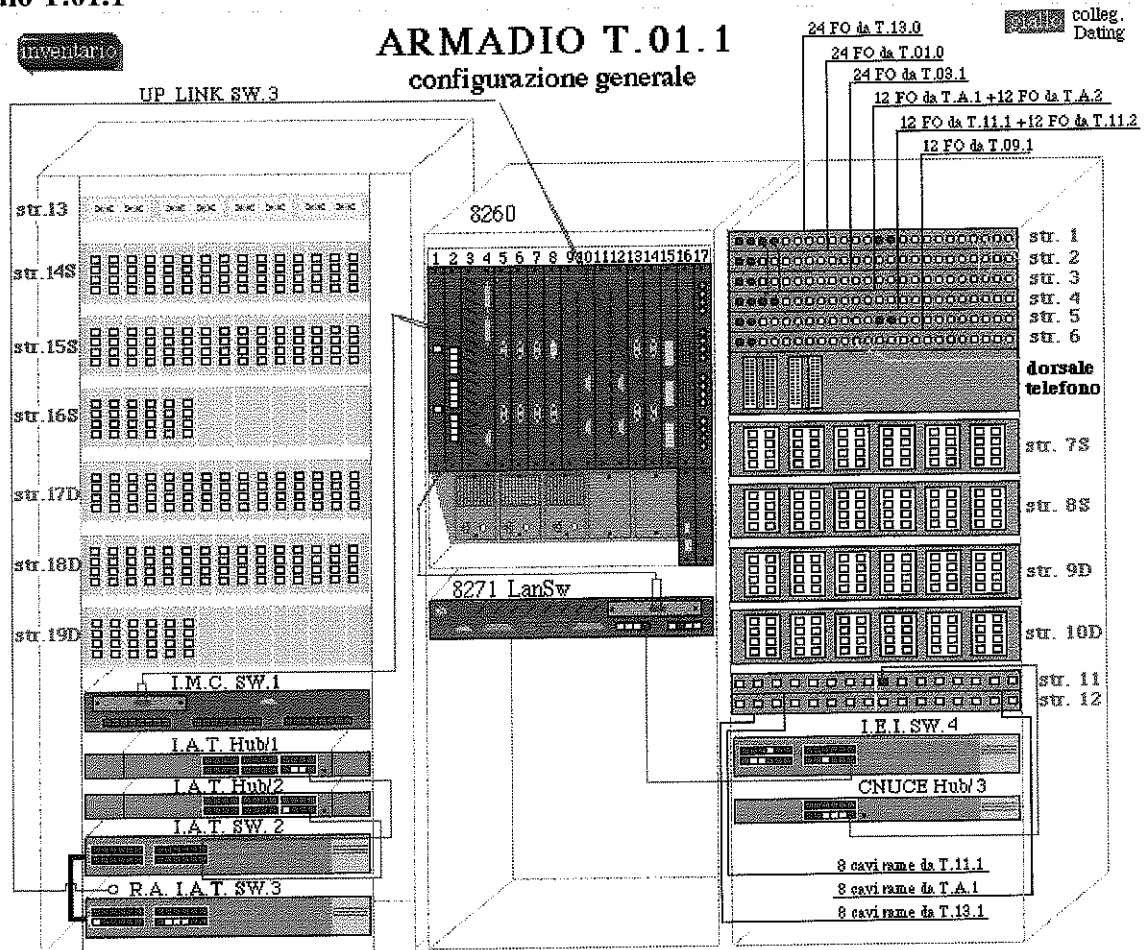 T.01.1
inventario
ARMADIO T.01.1
configurazione generale
colleg.
Dating
24 FO da T.13.0
24 FO da T.01.0
24 FO da T.03.1
12 FO da T.A.1 +12 FO da T.A.2
12 FO da T.11.1 +12 FO da T.11.2
12 FO da T.09.1
UP LINK SW.3
8260
1 2 3 4 5 6 7 8 9 10 11 12 13 14 15 16 17
str.13
str.14S
str.15S
str.16S
str.17D
str.18D
str.19D
str. 1
str. 2
str. 3
str. 4
str. 5
str. 6
dorsale
telefono
str. 7S
str. 8S
str. 9D
str. 10D
str. 11
str. 12
8271 LanSw
I.M.C. SW.1
I.A.T. Hub/1
I.A.T. Hub/2
I.A.T. SW. 2
R.A. I.A.T. SW.3
I.E.I. SW. 4
CNUCE Hub/3
8 cavi rame da T.11.1
8 cavi rame da T.A.1
8 cavi rame da T.13.1